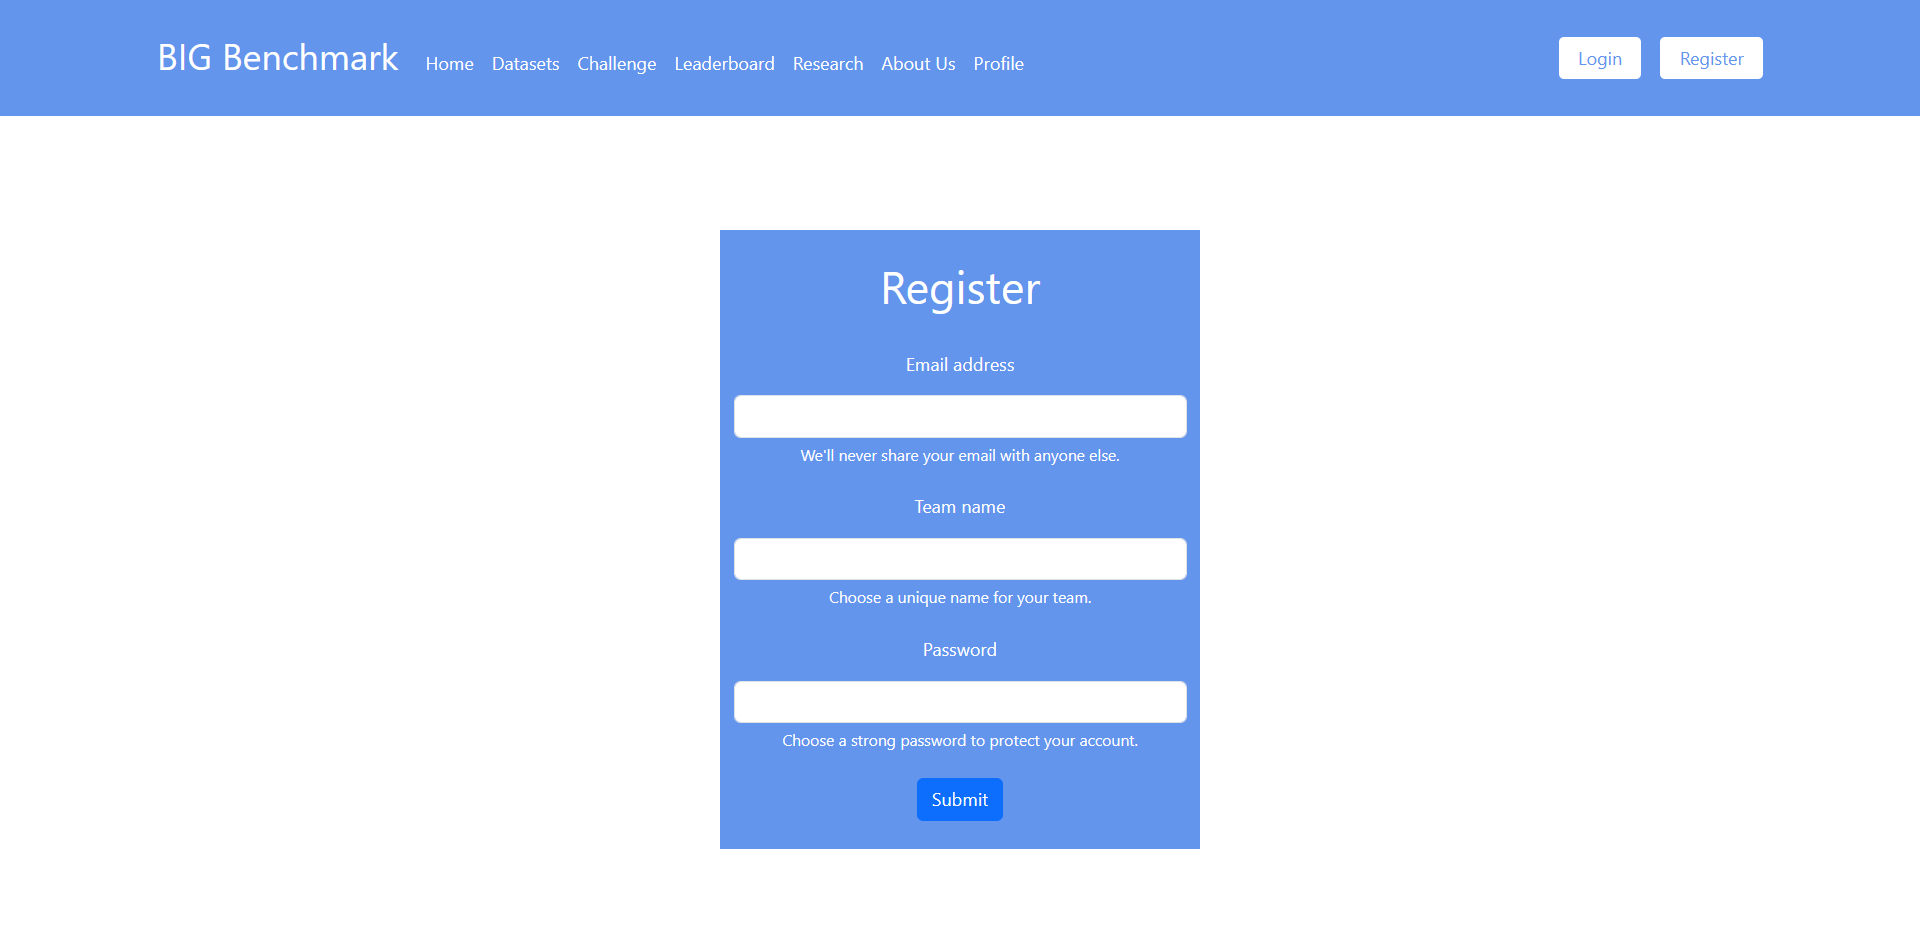 BIG Benchmark Home Datasets Challenge Leaderboard Research About Us Profile Login Register
Register
Email address
We'll never share your email with anyone else.
Team name
Choose a unique name for your team.
Password
Choose a strong password to protect your account.
Submit